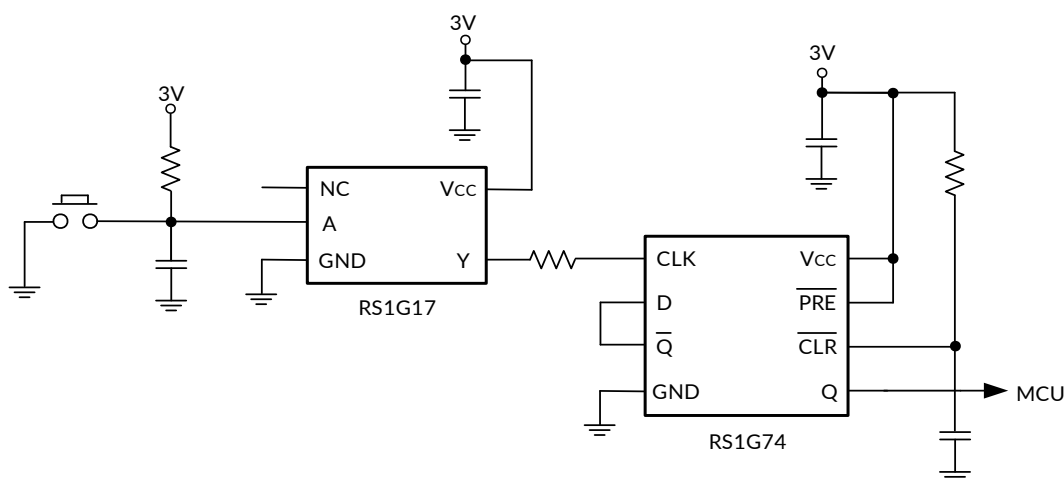 3V
3V
3V
NC
VCC
A
GND
Y
RS1G17
CLK
VCC
D
PRE
Q
CLR
GND
Q
MCU
RS1G74